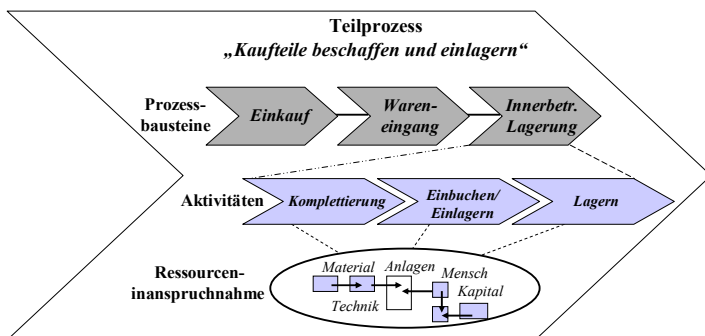 Teilprozess
„Kaufteile beschaffen und einlagern“
Prozess-
bausteine
Einkauf
Waren-
eingang
Innerbetr.
Lagerung
Aktivitäten
Komplettierung
Einbuchen/
Einlagern
Lagern
Ressourcen-
inanspruchnahme
Material
Anlagen
Mensch
Technik
Kapital